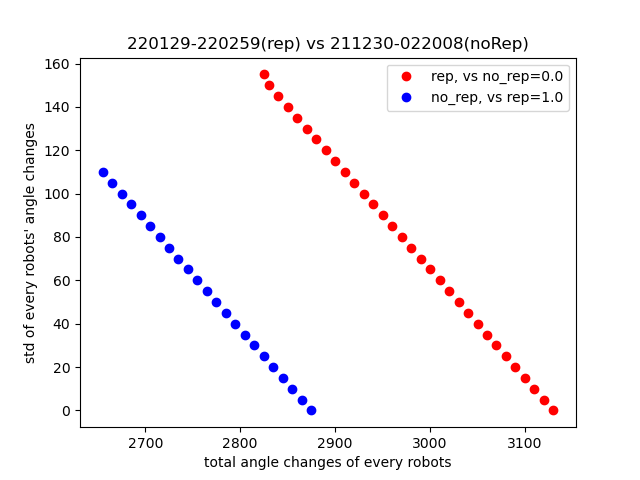 220129-220259(rep) vs 211230-022008(noRep)
rep, vs no_rep=0.0
no_rep, vs rep=1.0
160
140
120
100
80
60
40
20
0
std of every robots' angle changes
2700 2800 2900 3000 3100
total angle changes of every robots